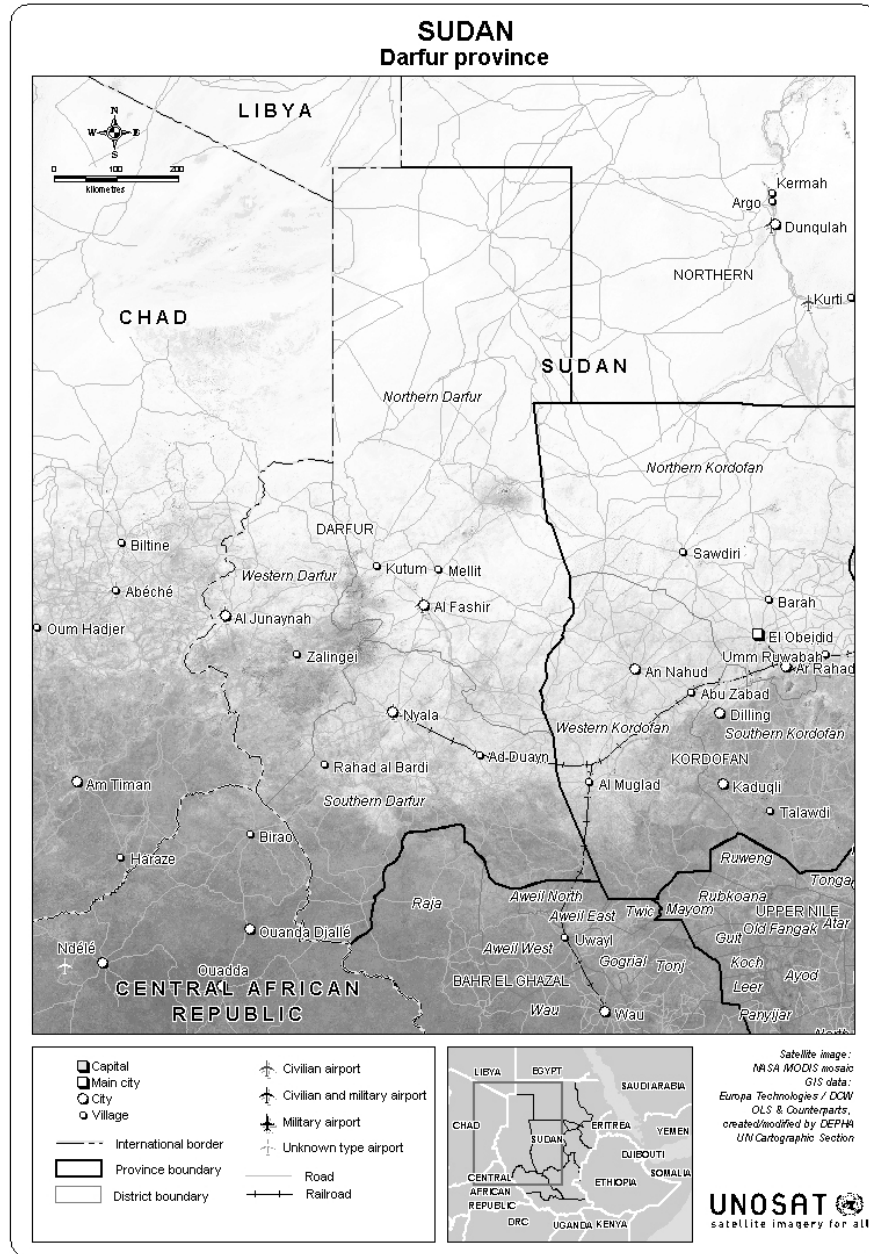 SUDAN
Darfur province
LIBYA
N
W E
S
0 100 200
kilometres
Kermah
Argo
Dunqulah
NORTHERN
Kurti
CHAD
SUDAN
Northern Darfur
Northern Kordofan
DARFUR
Biltine
Sawdiri
Kutum
Mellit
Western Darfur
Abéché
Barah
Al Fashir
Al Junaynah
Oum Hadjer
El Obeidid
Zalingei
Umm Ruwabah
An Nahud
Ar Rahad
Abu Zabad
Nyala
Dilling
Western Kordofan
Southern Kordofan
Ad Duayn
KORDOFAN
Rahad al Bardi
Am Timan
Al Muglad
Kaduqli
Southern Darfur
Talawdi
Birao
Haraze
Ruweng
Tonga
Aweil North
Rubkoana
Raja
Aweil East
Twic
Mayom
UPPER NILE
Old Fangak
Atar
Ouanda Djallé
Uwayl
Guit
Ndélé
Aweil West
Gogrial
Tonj
Koch
Ayod
Ouadda
BAHR EL GHAZAL
Leer
CENTRAL AFRICAN
REPUBLIC
Wau
Wau
Panyijar
North
Capital
Main city
City
Village
International border
Province boundary
District boundary
Civilian airport
Civilian and military airport
Military airport
Unknown type airport
Road
Railroad
LIBYA
EGYPT
SAUDI ARABIA
CHAD
ERITREA
YEMEN
SUDAN
DJIBOUTI
SOMALIA
CENTRAL
AFRICAN
REPUBLIC
ETHIOPIA
DRC
UGANDA
KENYA
Satellite image:
NASA MODIS mosaic
GIS data:
Europa Technologies / DCW
OLS & Counterparts,
created/modified by DEPHA
UN Cartographic Section
UNOSAT
satellite imagery for all